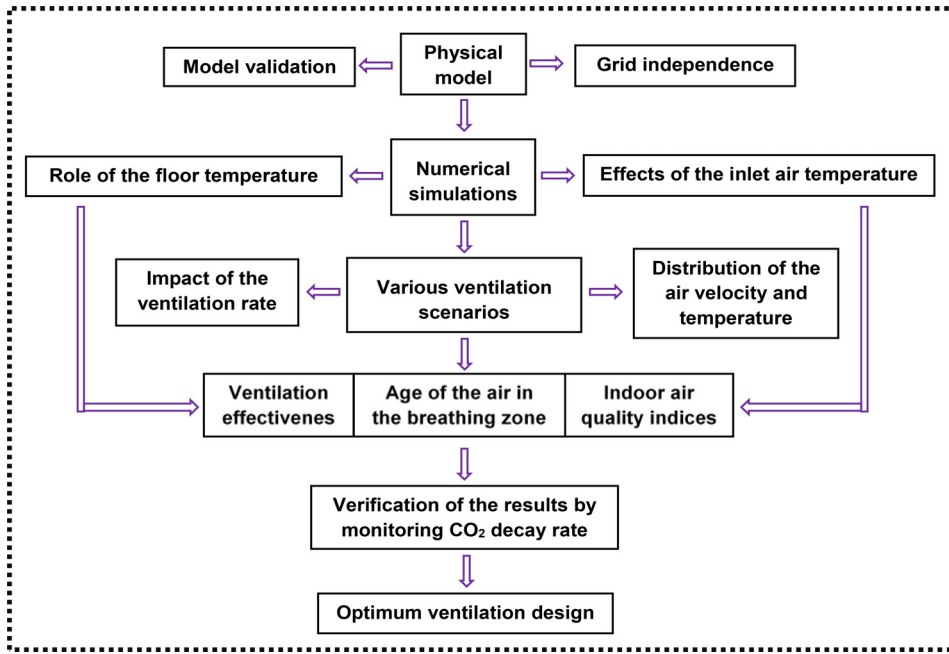 Physical
model
Model validation
Grid independence
Numerical
simulations
Role of the floor temperature
Effects of the inlet air temperature
Various ventilation
scenarios
Impact of the
ventilation rate
Distribution of the
air velocity and
temperature
Ventilation
effectivenes
Age of the air in
the breathing zone
Indoor air
quality indices
Verification of the results by
monitoring CO₂ decay rate
Optimum ventilation design